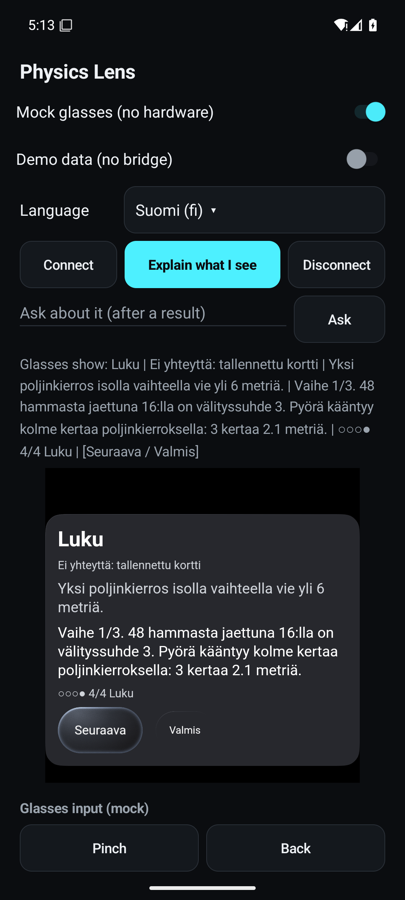 5:13
Physics Lens
Mock glasses (no hardware)
Demo data (no bridge)
Language
Suomi (fi) ▾
Connect
Explain what I see
Disconnect
Ask about it (after a result)
Ask
Glasses show: Luku | Ei yhteyttä: tallennettu kortti | Yksi
poljinkierros isolla vaihteella vie yli 6 metriä. | Vaihe 1/3. 48
hammasta jaettuna 16:lla on välityssuhde 3. Pyörä kääntyy
kolme kertaa poljinkierroksella: 3 kertaa 2.1 metriä. | ○○○●
4/4 Luku | [Seuraava / Valmis]
Luku
Ei yhteyttä: tallennettu kortti
Yksi poljinkierros isolla vaihteella vie yli 6
metriä.
Vaihe 1/3. 48 hammasta jaettuna 16:lla on
välityssuhde 3. Pyörä kääntyy kolme kertaa
poljinkierroksella: 3 kertaa 2.1 metriä.
○○○● 4/4 Luku
Seuraava
Valmis
Glasses input (mock)
Pinch
Back